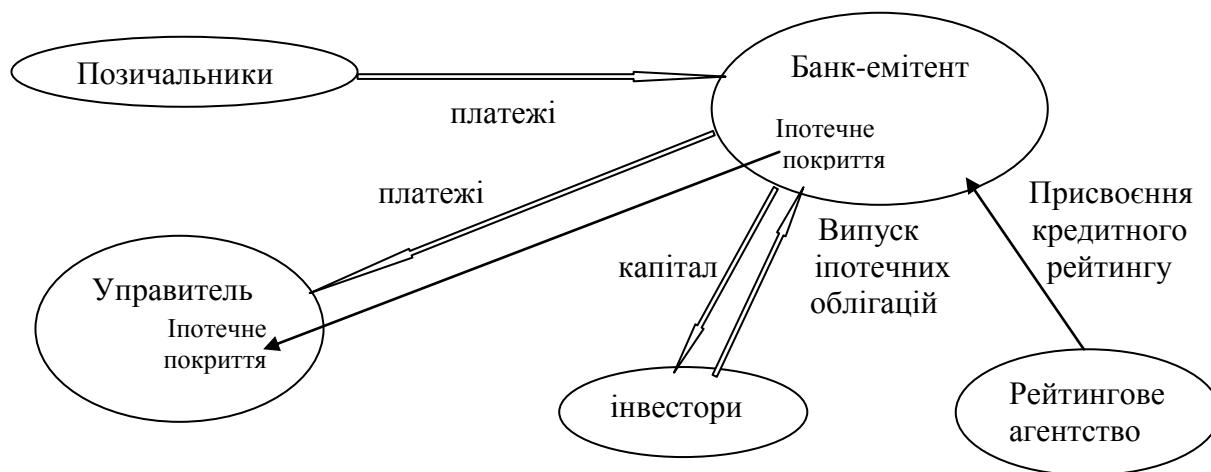 Позичальники
Банк-емітент
платежі
Іпотечне
покриття
платежі
Присвоєння
кредитного
рейтингу
Випуск
іпотечних
облігацій
капітал
Управитель
Іпотечне
покриття
інвестори
Рейтингове
агентство